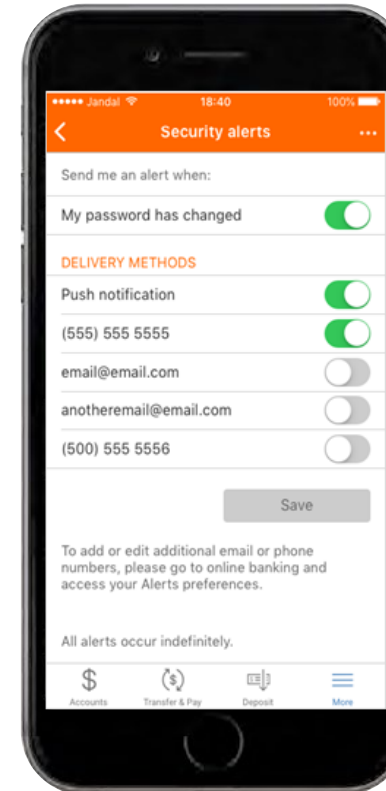 Jandal 18:40 100%
Security alerts
Send me an alert when:
My password has changed
DELIVERY METHODS
Push notification
(555) 555 5555
email@email.com
anotheremail@email.com
(500) 555 5556
Save
To add or edit additional email or phone
numbers, please go to online banking and
access your Alerts preferences.
All alerts occur indefinitely.
Accounts Transfer & Pay Deposit More